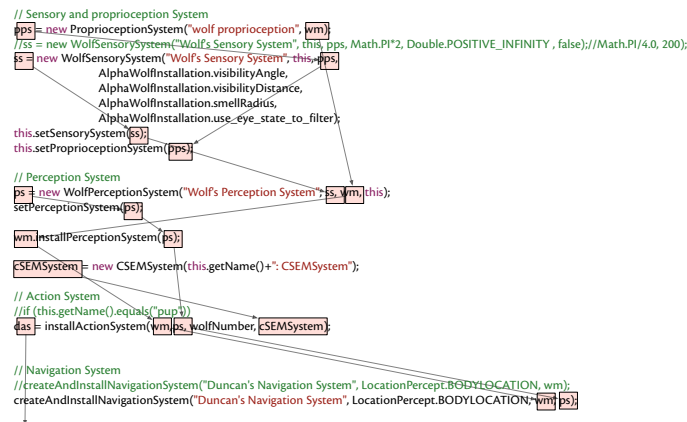 // Sensory and proprioception System
pps = new ProprioceptionSystem("wolf proprioception", wm);
//ss = new WolfSensorySystem("Wolf's Sensory System", this, pps, Math.PI*2, Double.POSITIVE_INFINITY , false);//Math.PI/4.0, 200);
ss = new WolfSensorySystem("Wolf's Sensory System", this, pps,
AlphaWolfInstallation.visibilityAngle,
AlphaWolfInstallation.visibilityDistance,
AlphaWolfInstallation.smellRadius,
AlphaWolfInstallation.use_eye_state_to_filter);
this.setSensorySystem(ss);
this.setProprioceptionSystem(pps);
// Perception System
ps = new WolfPerceptionSystem("Wolf's Perception System", ss, wm, this);
setPerceptionSystem(ps);
wm.installPerceptionSystem(ps);
cSEMSystem = new CSEMSystem(this.getName()+": CSEMSystem");
// Action System
//if (this.getName().equals("pup"))
das = installActionSystem(wm,ps, wolfNumber, cSEMSystem);
// Navigation System
//createAndInstallNavigationSystem("Duncan's Navigation System", LocationPercept.BODYLOCATION, wm);
createAndInstallNavigationSystem("Duncan's Navigation System", LocationPercept.BODYLOCATION, wm, ps);